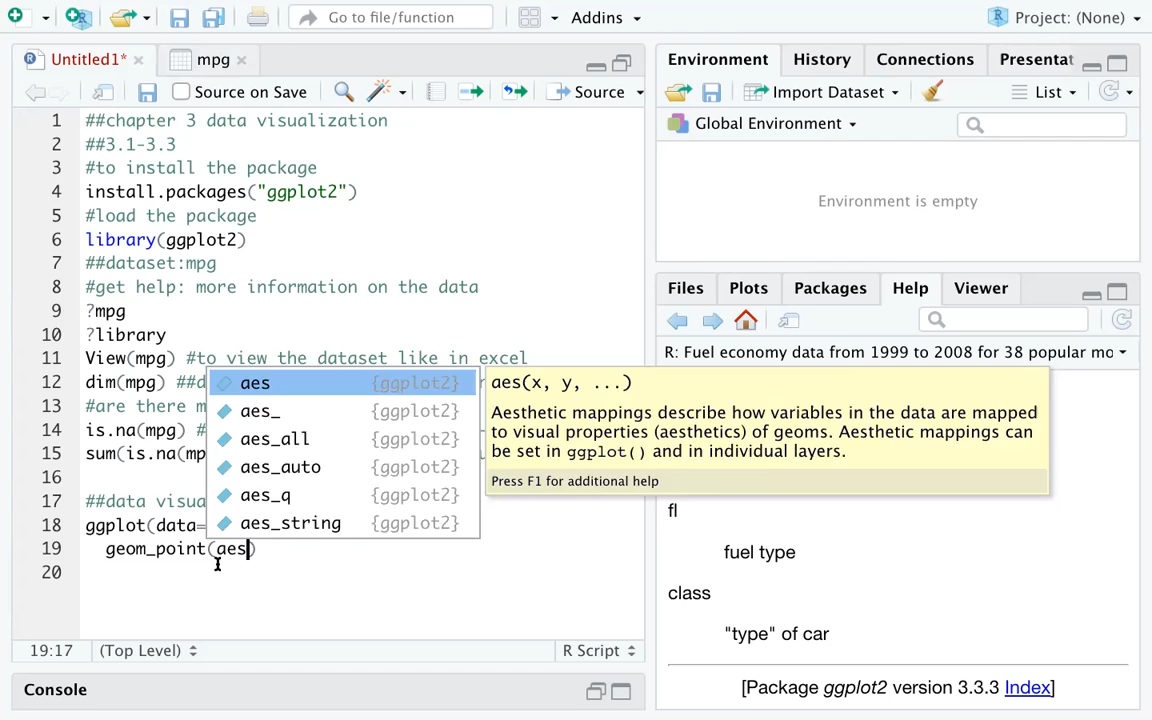 Go to file/function
Addins
Project: (None)
Untitled1*
mpg
Source on Save
Source
1 ##chapter 3 data visualization
2 ##3.1-3.3
3 #to install the package
4 install.packages("ggplot2")
5 #load the package
6 library(ggplot2)
7 ##dataset:mpg
8 #get help: more information on the data
9 ?mpg
10 ?library
11 View(mpg) #to view the dataset like in excel
12 dim(mpg) ##d
13 #are there m
14 is.na(mpg) #
15 sum(is.na(mp
16
17 ##data visua
18 ggplot(data=
19 geom_point(aes)
20
aes {ggplot2}
aes_ {ggplot2}
aes_all {ggplot2}
aes_auto {ggplot2}
aes_q {ggplot2}
aes_string {ggplot2}
aes(x, y, ...)
Aesthetic mappings describe how variables in the data are mapped
to visual properties (aesthetics) of geoms. Aesthetic mappings can
be set in ggplot() and in individual layers.
Press F1 for additional help
19:17
(Top Level)
R Script
Console
Environment
History
Connections
Presentat
Import Dataset
List
Global Environment
Environment is empty
Files
Plots
Packages
Help
Viewer
R: Fuel economy data from 1999 to 2008 for 38 popular mo
fl
fuel type
class
"type" of car
[Package ggplot2 version 3.3.3 Index]